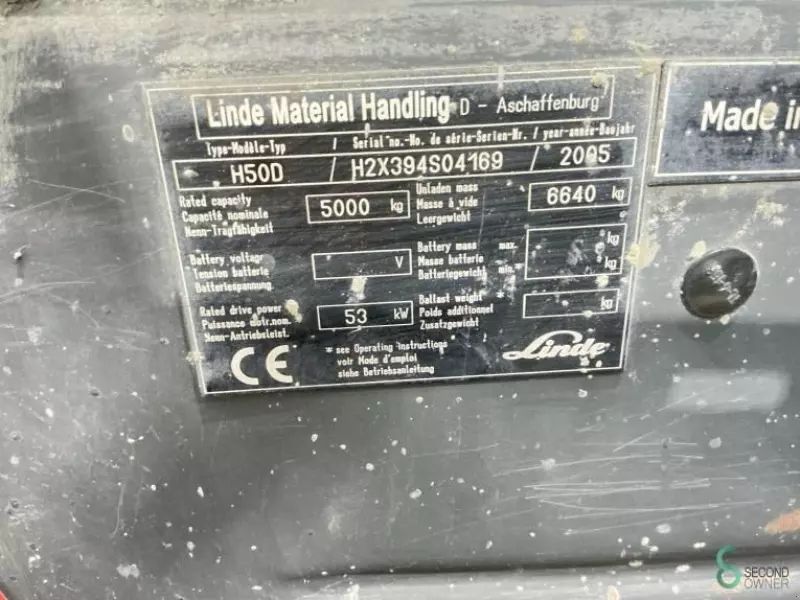 Linde Material Handling D - Aschaffenburg
Type-Modèle-Typ / Serial no.-No. de série-Serien-Nr. / year-année-Baujahr
H50D / H2X394S04169 / 2005
Rated capacity
Capacité nominale
Nenn-Tragfähigkeit
5000 kg
Unladen mass
Masse à vide
Leergewicht
6640 kg
Battery voltage
Tension batterie
Batteriespannung
V
Battery mass max.
Masse batterie
Batteriegewicht min.
kg
kg
Rated drive power
Puissance distr.nom.
Nenn-Antriebsleist.
53 kW
Ballast weight *
Poids additionnel
Zusatzgewicht
kg
CE
* see Operating instructions
voir Mode d'emploi
siehe Betriebsanleitung
Linde
Made in
SECOND
OWNER